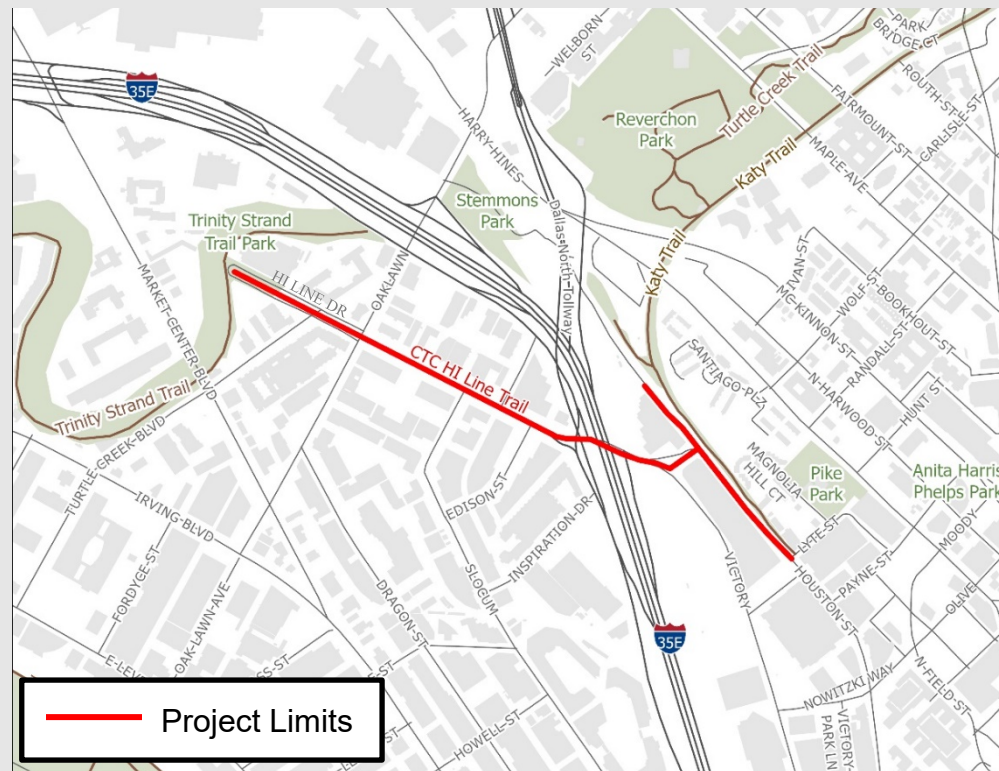 35E
WELBORN
ST
PARK
BRIDGE CT
ROUTH-ST
CARLISLE-ST
Turtle Creek Trail
FAIRMOUNT-ST
Reverchon
Park
HARRY-HINES
MAPLE-AVE
Katy-Trail
Stemmons
Park
Trinity Strand
Trail Park
Dallas-North-Tollway
Katy-Trail
IVAN-ST
WOLF-ST
BOOKHOUT-ST
MC-KINNON-ST
RANDALL-ST
HI LINE DR
OAKLAWN
MARKET-CENTER-BLVD
CTC HI Line Trail
SANTIAGO-PLZ
N-HARWOOD-ST
HUNT-ST
Trinity Strand Trail
TURTLE-CREEK-BLVD
MAGNOLIA
HILL CT
Pike
Park
Anita Harris
Phelps Park
IRVING-BLVD
EDISON-ST
INSPIRATION-DR
LYTE-ST
MOODY
FORDYCE-ST
OAK-LAWN-AVE
DRAGON-ST
SLOCUM
VICTORY
HOUSTON-ST
PAYNE-ST
OLIVE
35E
NOWITZKI WAY
N-FIELD-ST
VICTORY
PARK LN
HOWELL-ST
Project Limits